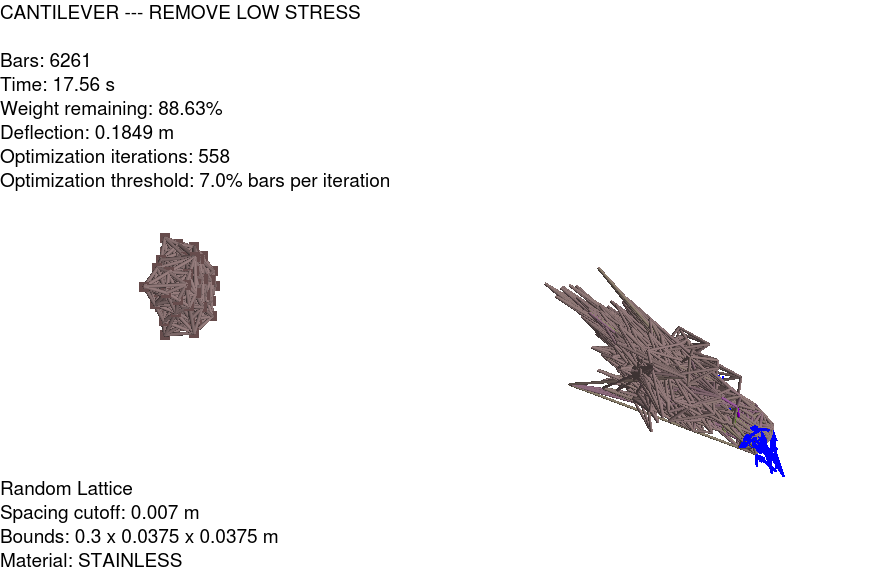 CANTILEVER --- REMOVE LOW STRESS
Bars: 6261
Time: 17.56 s
Weight remaining: 88.63%
Deflection: 0.1849 m
Optimization iterations: 558
Optimization threshold: 7.0% bars per iteration
Random Lattice
Spacing cutoff: 0.007 m
Bounds: 0.3 x 0.0375 x 0.0375 m
Material: STAINLESS